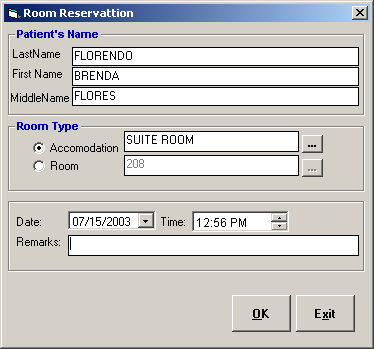 Room Reservattion
Patient's Name
LastName FLORENDO
First Name BRENDA
MiddleName FLORES
Room Type
Accomodation SUITE ROOM ...
Room 208 ...
Date: 07/15/2003 Time: 12:56 PM
Remarks:
OK Exit